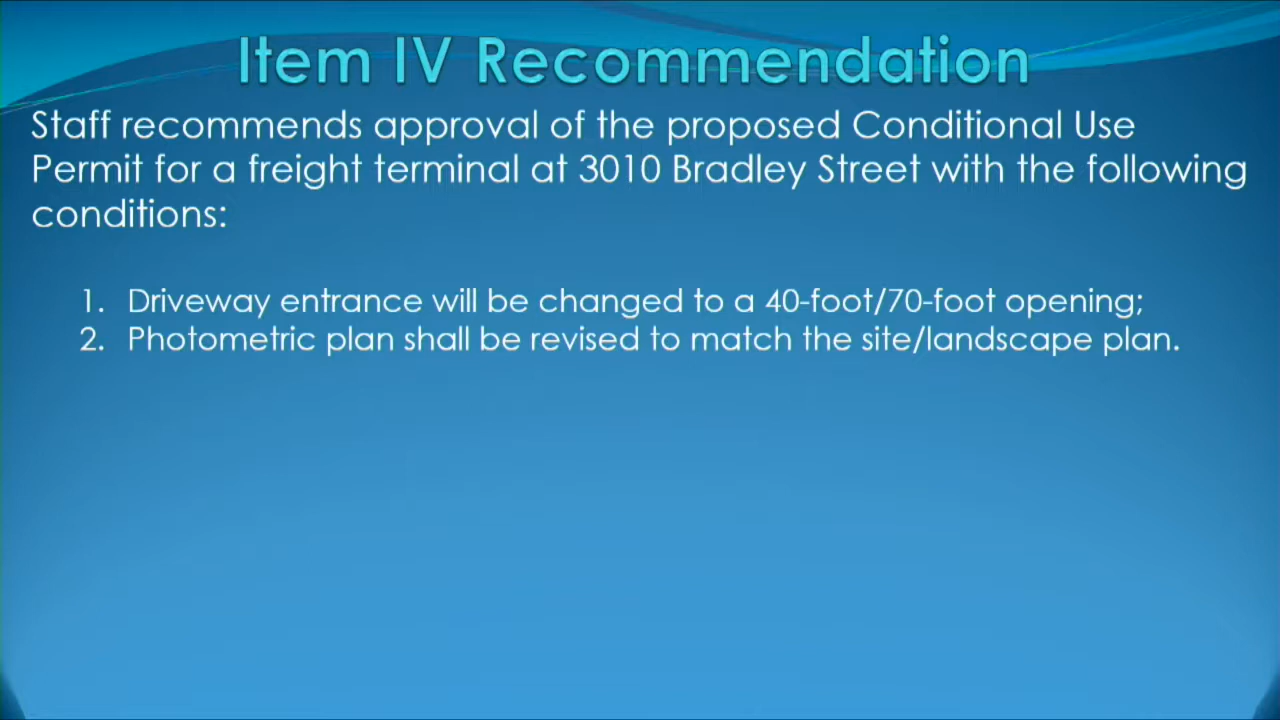 Item IV Recommendation
Staff recommends approval of the proposed Conditional Use
Permit for a freight terminal at 3010 Bradley Street with the following
conditions:
1. Driveway entrance will be changed to a 40-foot/70-foot opening;
2. Photometric plan shall be revised to match the site/landscape plan.